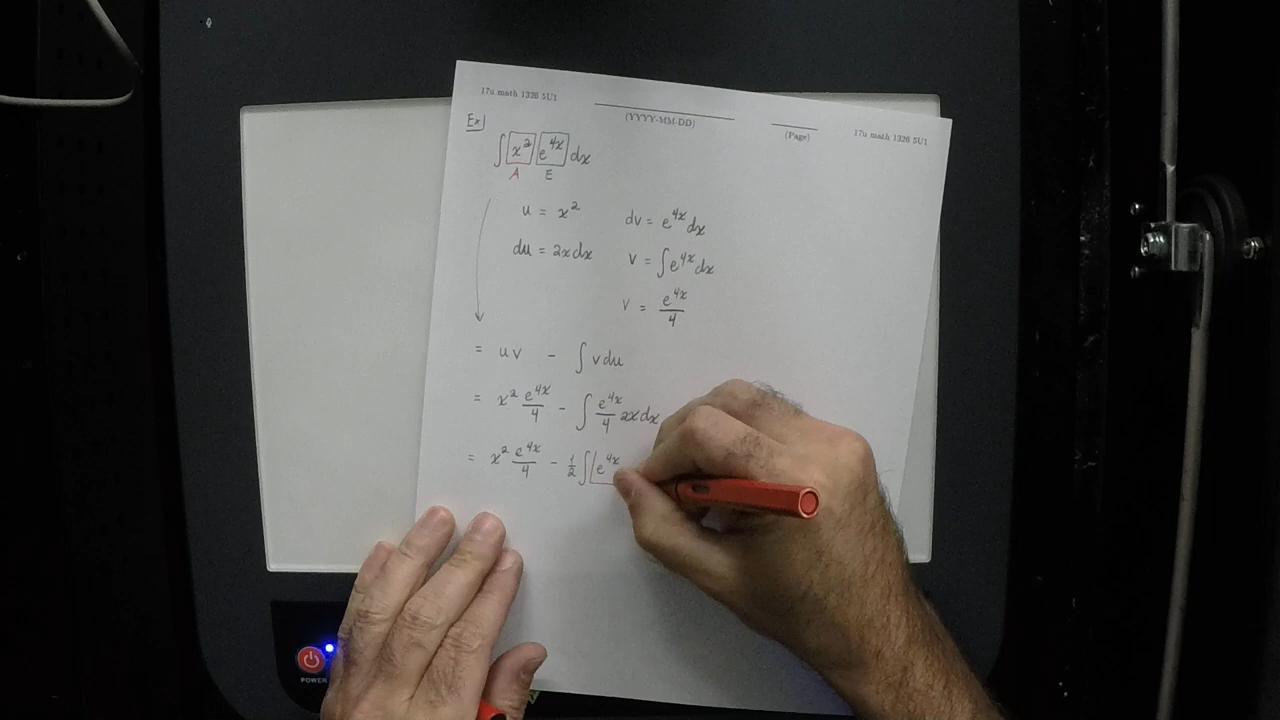 17u math 1326 5U1 (YYYY-MM-DD) (Page) 17u math 1326 5U1
Ex1
∫ x² e^{4x} dx
A E
u = x² dv = e^{4x} dx
du = 2x dx v = ∫ e^{4x} dx
v = e^{4x}/4
= uv - ∫ v du
= x² e^{4x}/4 - ∫ e^{4x}/4 2x dx
= x² e^{4x}/4 - 1/2 ∫ e^{4x}
POWER